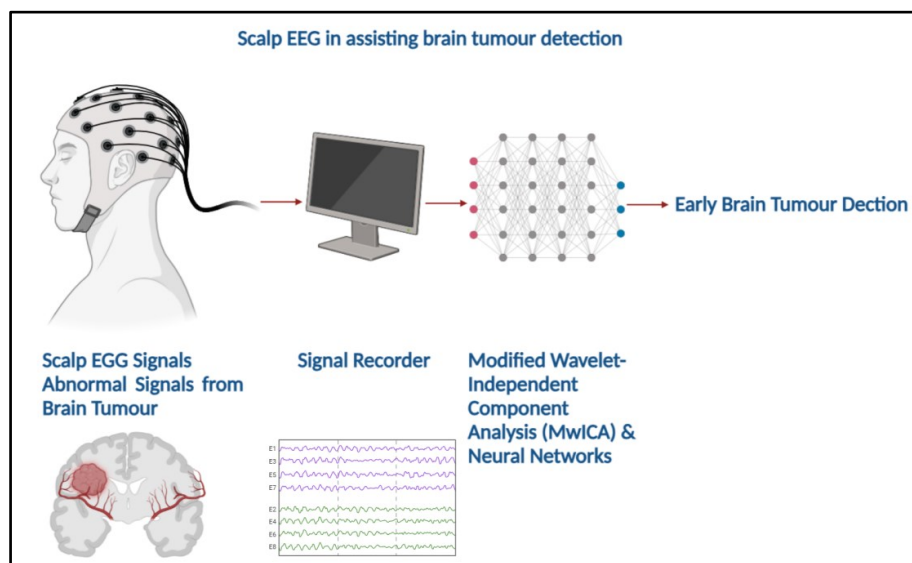 Scalp EEG in assisting brain tumour detection
Early Brain Tumour Dection
Scalp EGG Signals
Abnormal Signals from
Brain Tumour
Signal Recorder
Modified Wavelet-
Independent
Component
Analysis (MwICA) &
Neural Networks
E1
E3
E5
E7
E2
E4
E6
E8